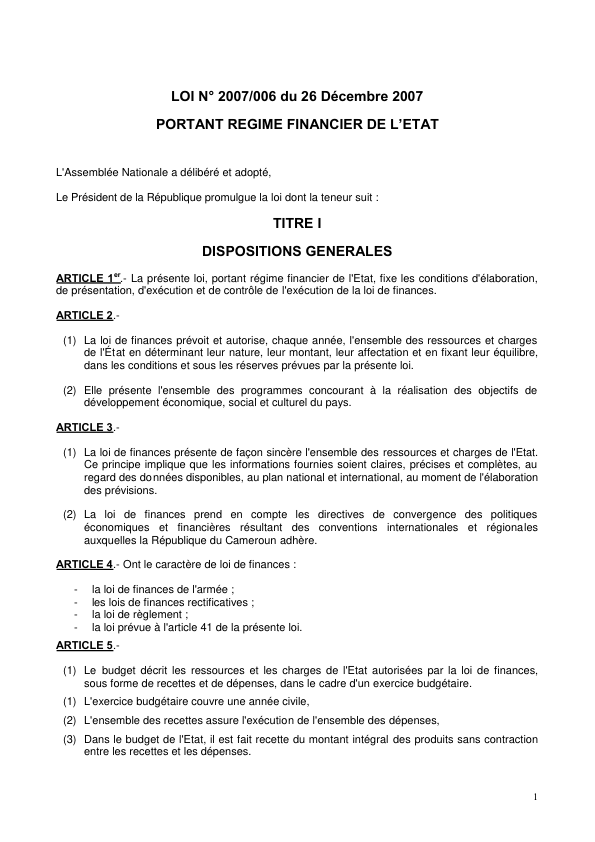 LOI N° 2007/006 du 26 Décembre 2007
PORTANT REGIME FINANCIER DE L’ETAT
L'Assemblée Nationale a délibéré et adopté,
Le Président de la République promulgue la loi dont la teneur suit :
TITRE I
DISPOSITIONS GENERALES
ARTICLE 1er.- La présente loi, portant régime financier de l'Etat, fixe les conditions d'élaboration,
de présentation, d'exécution et de contrôle de l'exécution de la loi de finances.
ARTICLE 2.-
(1) La loi de finances prévoit et autorise, chaque année, l'ensemble des ressources et charges
de l'État en déterminant leur nature, leur montant, leur affectation et en fixant leur équilibre,
dans les conditions et sous les réserves prévues par la présente loi.
(2) Elle présente l'ensemble des programmes concourant à la réalisation des objectifs de
développement économique, social et culturel du pays.
ARTICLE 3.-
(1) La loi de finances présente de façon sincère l'ensemble des ressources et charges de l'Etat.
Ce principe implique que les informations fournies soient claires, précises et complètes, au
regard des données disponibles, au plan national et international, au moment de l'élaboration
des prévisions.
(2) La loi de finances prend en compte les directives de convergence des politiques
économiques et financières résultant des conventions internationales et régionales
auxquelles la République du Cameroun adhère.
ARTICLE 4.- Ont le caractère de loi de finances :
- la loi de finances de l'armée ;
- les lois de finances rectificatives ;
- la loi de règlement ;
- la loi prévue à l'article 41 de la présente loi.
ARTICLE 5.-
(1) Le budget décrit les ressources et les charges de l'Etat autorisées par la loi de finances,
sous forme de recettes et de dépenses, dans le cadre d'un exercice budgétaire.
(1) L'exercice budgétaire couvre une année civile,
(2) L'ensemble des recettes assure l'exécution de l'ensemble des dépenses,
(3) Dans le budget de l'Etat, il est fait recette du montant intégral des produits sans contraction
entre les recettes et les dépenses.
1